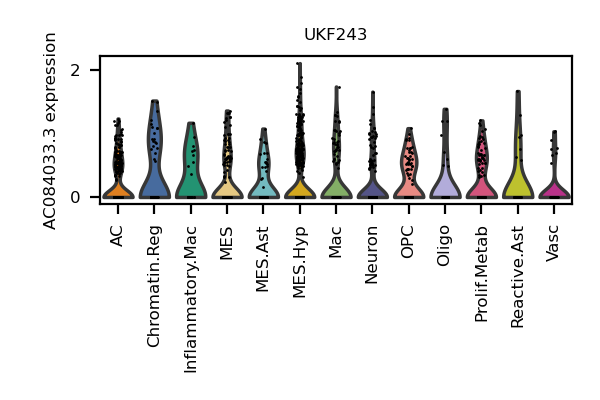 UKF243
AC084033.3 expression
2
0
AC
Chromatin.Reg
Inflammatory.Mac
MES
MES.Ast
MES.Hyp
Mac
Neuron
OPC
Oligo
Prolif.Metab
Reactive.Ast
Vasc